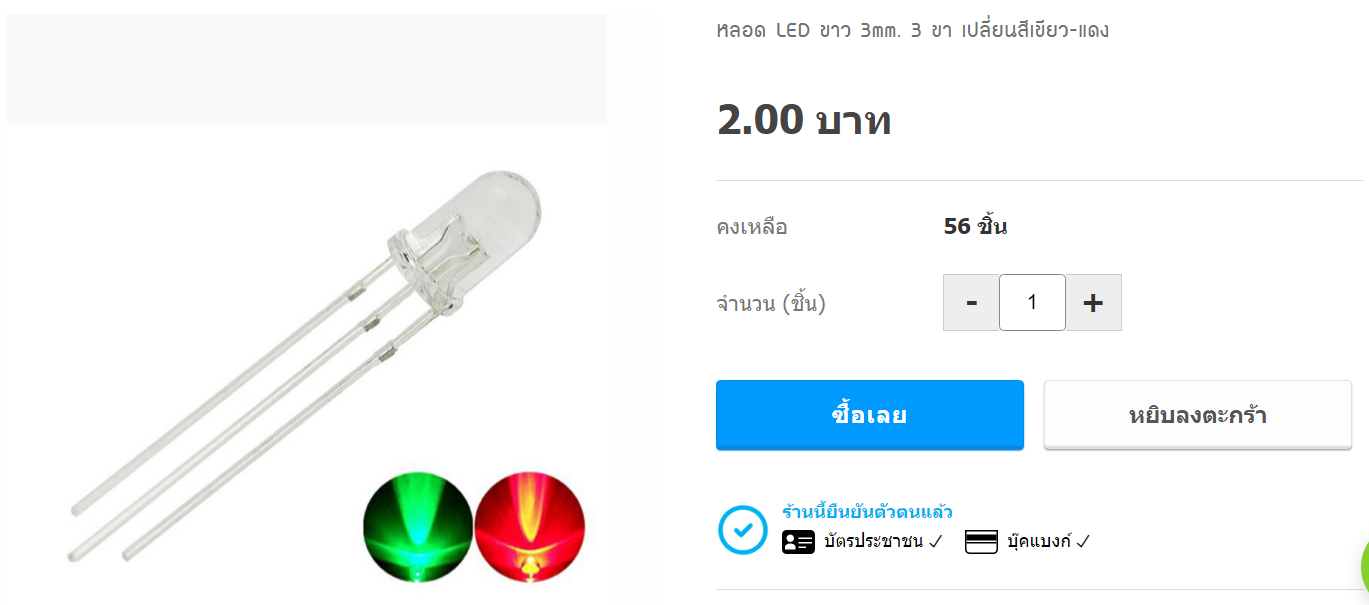 หลอด LED ขาว 3mm. 3 ขา เปลี่ยนสีเขียว-แดง
2.00 บาท
คงเหลือ 56 ชิ้น
จำนวน (ชิ้น) - 1 +
ซื้อเลย หยิบลงตะกร้า
ร้านนี้ยืนยันตัวตนแล้ว
บัตรประชาชน ✓ บุ๊คแบงก์ ✓